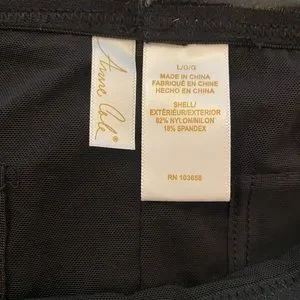 Anne Cole®
L/G/G
MADE IN CHINA
FABRIQUÉ EN CHINE
HECHO EN CHINA
SHELL/
EXTÉRIEUR/EXTERIOR
82% NYLON/NILON
18% SPANDEX
RN 103658